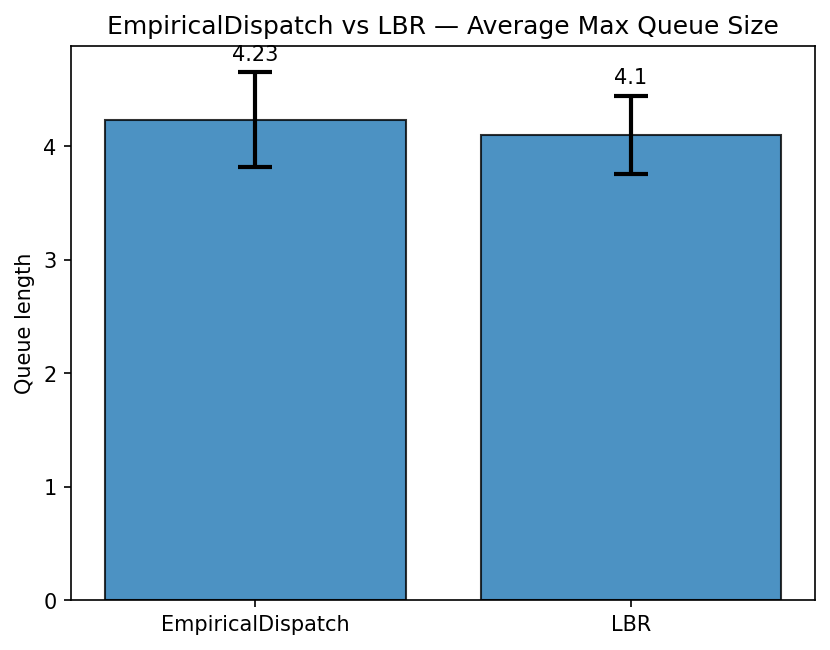 EmpiricalDispatch vs LBR — Average Max Queue Size
4.23
4.1
4
3
2
1
0
Queue length
EmpiricalDispatch
LBR